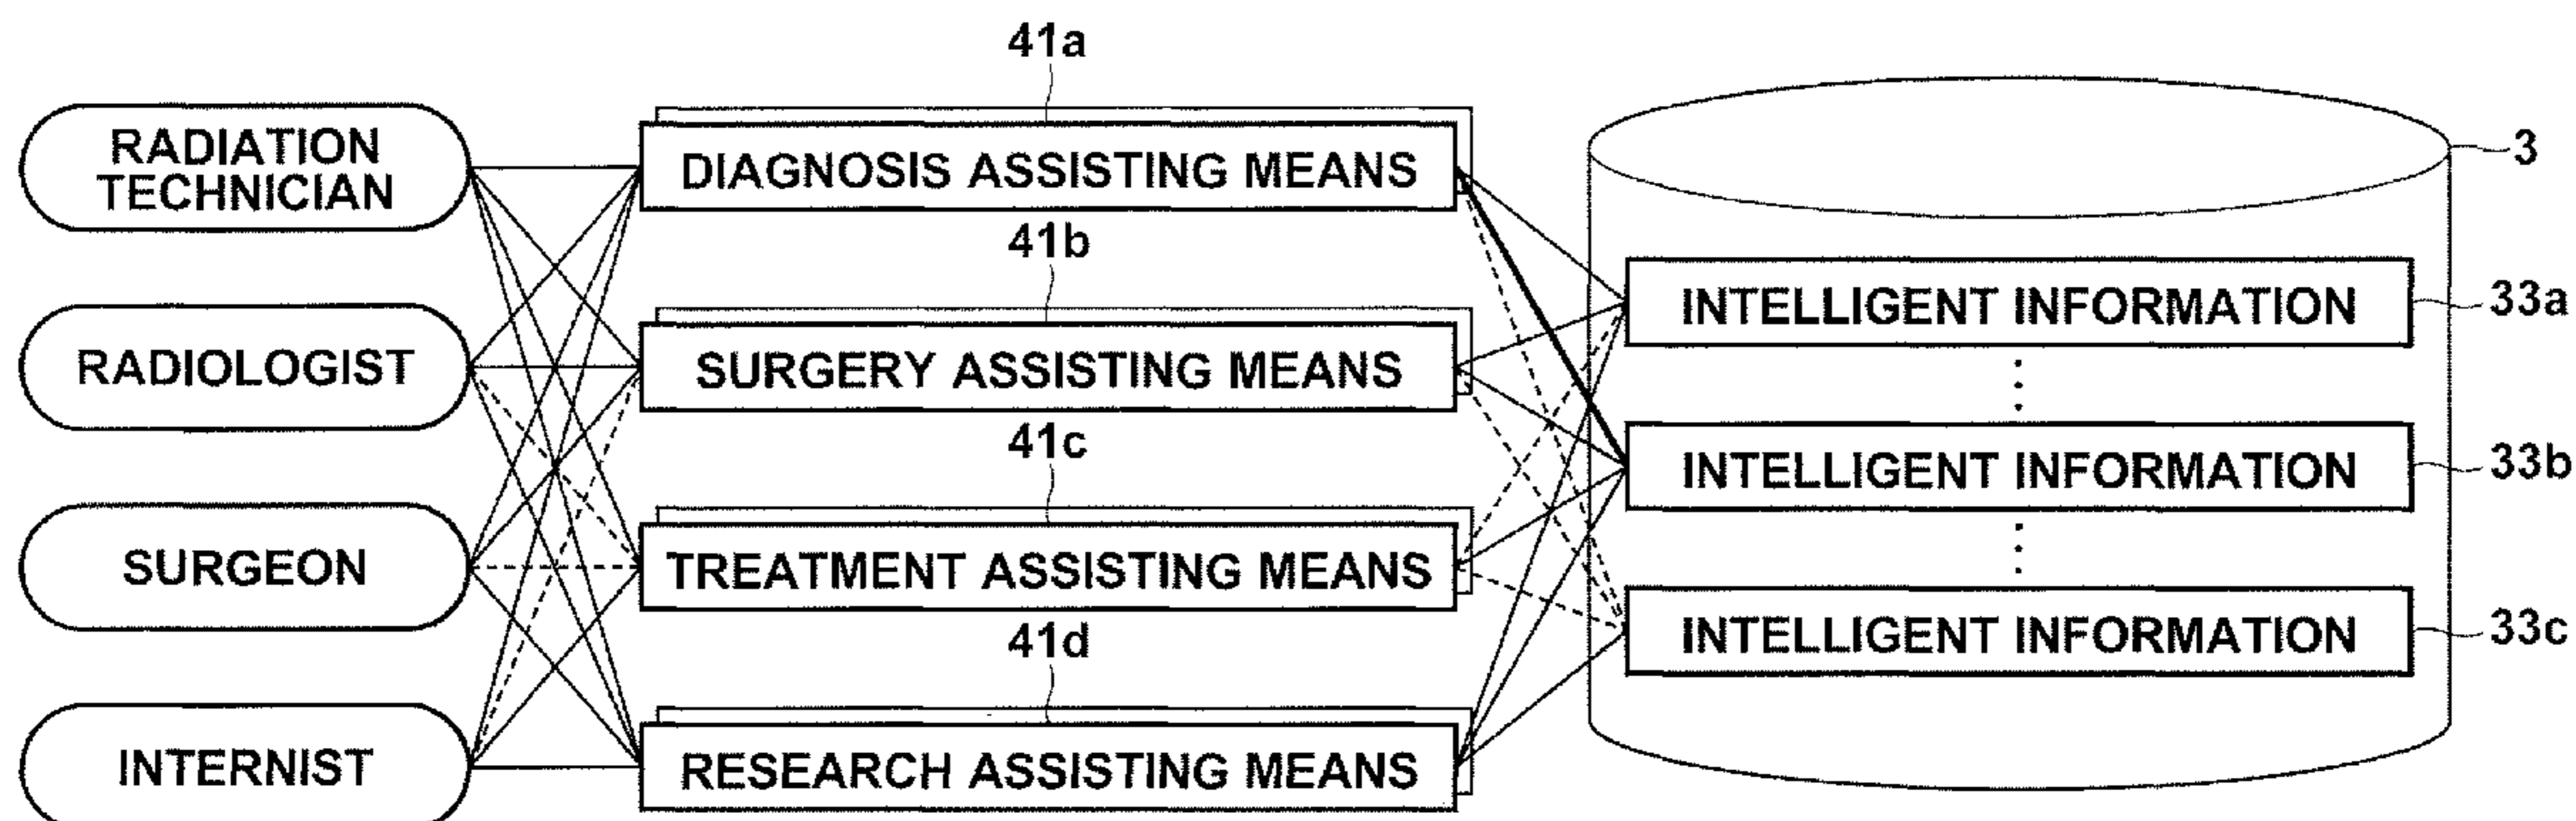 41a
RADIATION
TECHNICIAN
DIAGNOSIS ASSISTING MEANS
3
41b
INTELLIGENT INFORMATION
33a
RADIOLOGIST
SURGERY ASSISTING MEANS
41c
INTELLIGENT INFORMATION
33b
SURGEON
TREATMENT ASSISTING MEANS
41d
INTELLIGENT INFORMATION
33c
INTERNIST
RESEARCH ASSISTING MEANS